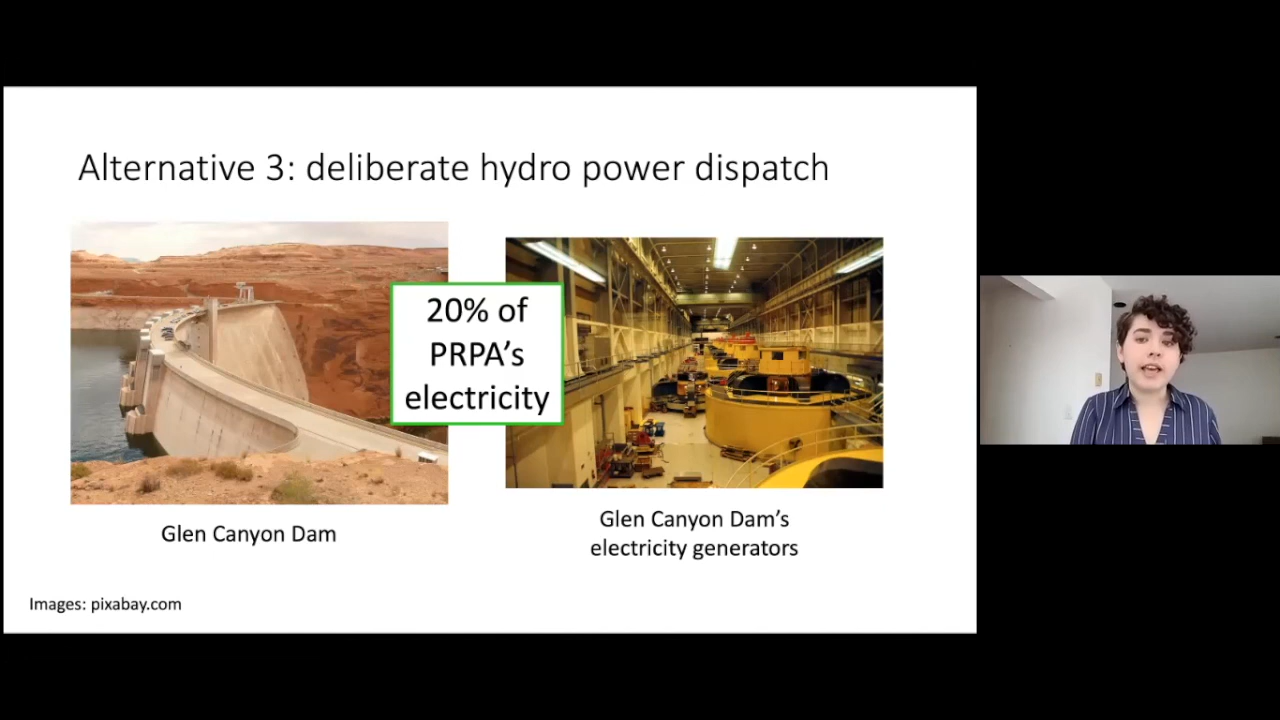 Alternative 3: deliberate hydro power dispatch
20% of
PRPA’s
electricity
Glen Canyon Dam
Glen Canyon Dam’s
electricity generators
Images: pixabay.com